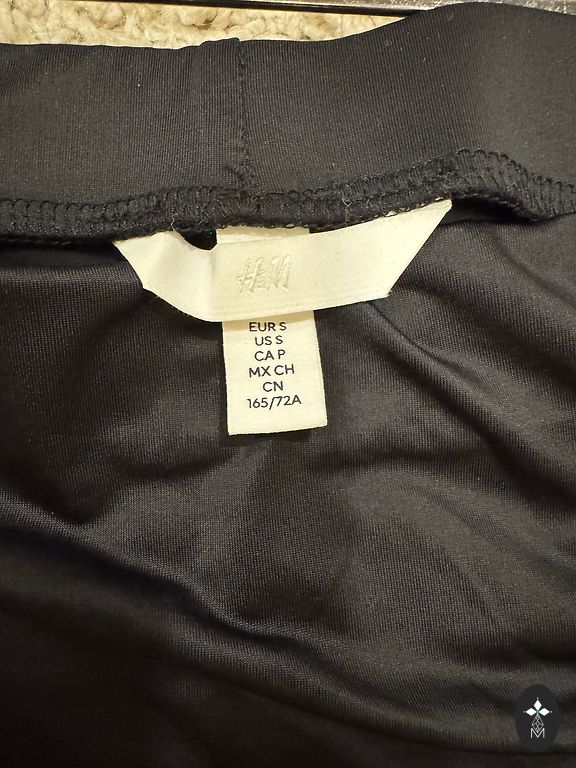 H&M
EUR S
US S
CA P
MX CH
CN
165/72A
M